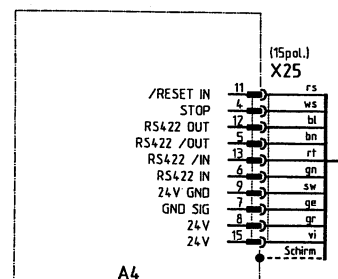 (15pol.)
X25
/RESET IN 11 rs
STOP 4 ws
RS422 OUT 12 bl
RS422 /OUT 5 bn
RS422 /IN 13 rt
RS422 IN 6 gn
24V GND 9 sw
GND SIG 7 ge
24V 8 gr
24V 15 vi
Schirm
A4